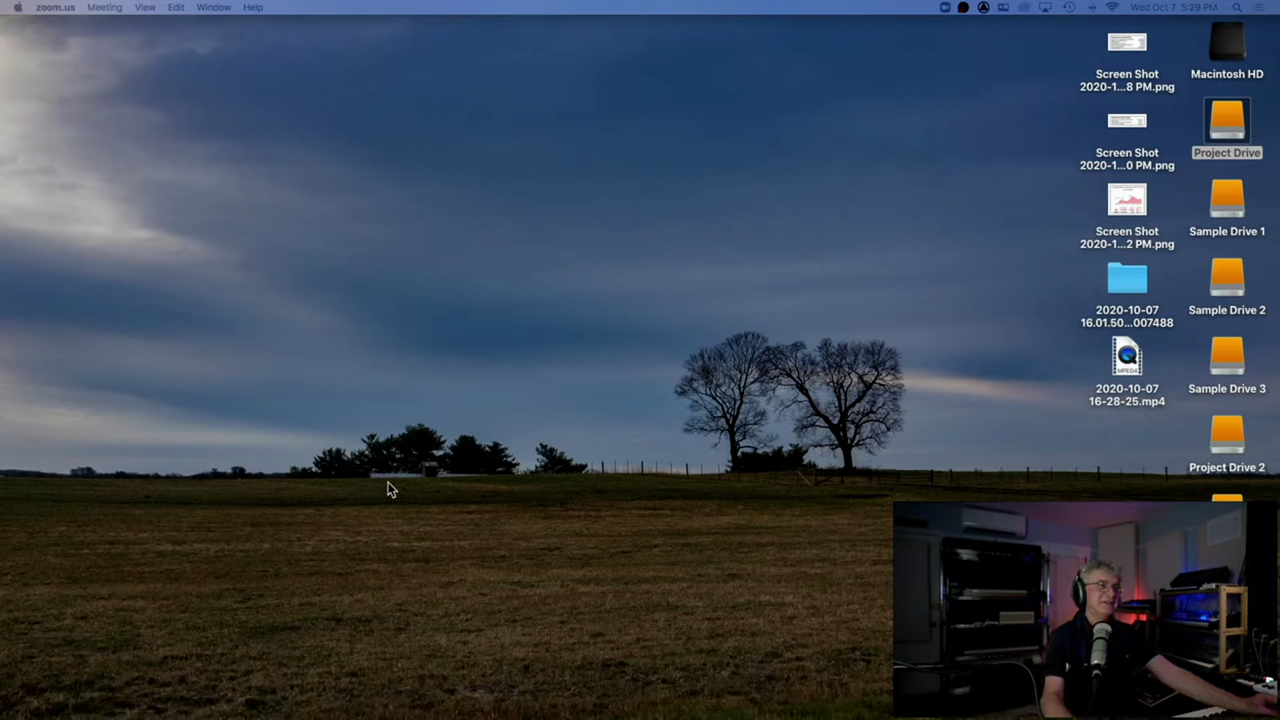 zoom.us Meeting View Edit Window Help Wed Oct 7 5:29 PM
Screen Shot
2020-1...8 PM.png
Macintosh HD
Screen Shot
2020-1...0 PM.png
Project Drive
Screen Shot
2020-1...2 PM.png
Sample Drive 1
2020-10-07
16.01.50...007488
Sample Drive 2
MPEG4
2020-10-07
16-28-25.mp4
Sample Drive 3
Project Drive 2